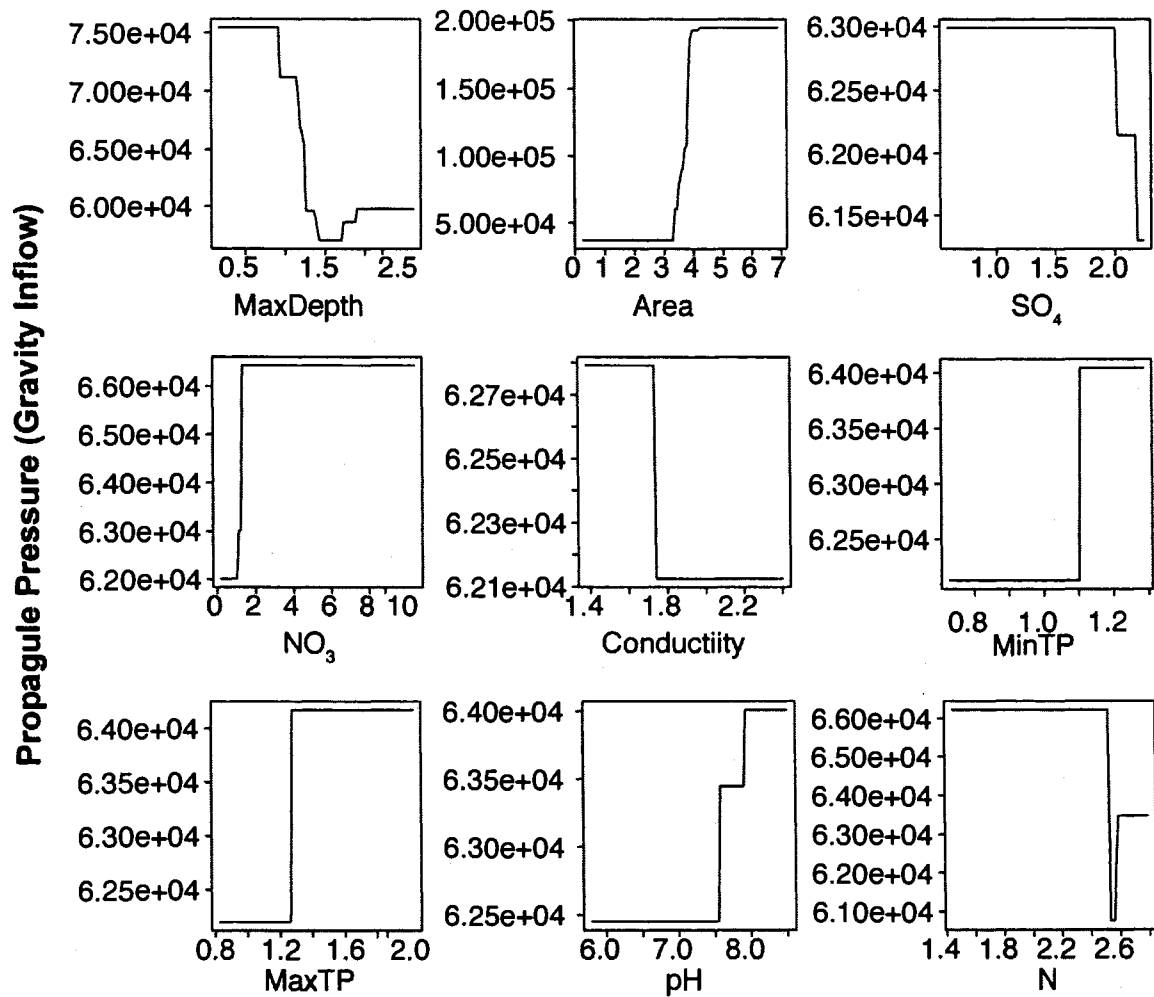 Propagule Pressure (Gravity Inflow)
7.50e+04
7.00e+04
6.50e+04
6.00e+04
0.5 1.5 2.5
MaxDepth
2.00e+05
1.50e+05
1.00e+05
5.00e+04
0 1 2 3 4 5 6 7
Area
6.30e+04
6.25e+04
6.20e+04
6.15e+04
1.0 1.5 2.0
SO₄
6.60e+04
6.50e+04
6.40e+04
6.30e+04
6.20e+04
0 2 4 6 8 10
NO₃
6.27e+04
6.25e+04
6.23e+04
6.21e+04
1.4 1.8 2.2
Conductiity
6.40e+04
6.35e+04
6.30e+04
6.25e+04
0.8 1.0 1.2
MinTP
6.40e+04
6.35e+04
6.30e+04
6.25e+04
0.8 1.2 1.6 2.0
MaxTP
6.40e+04
6.35e+04
6.30e+04
6.25e+04
6.0 7.0 8.0
pH
6.60e+04
6.50e+04
6.40e+04
6.30e+04
6.20e+04
6.10e+04
1.4 1.8 2.2 2.6
N